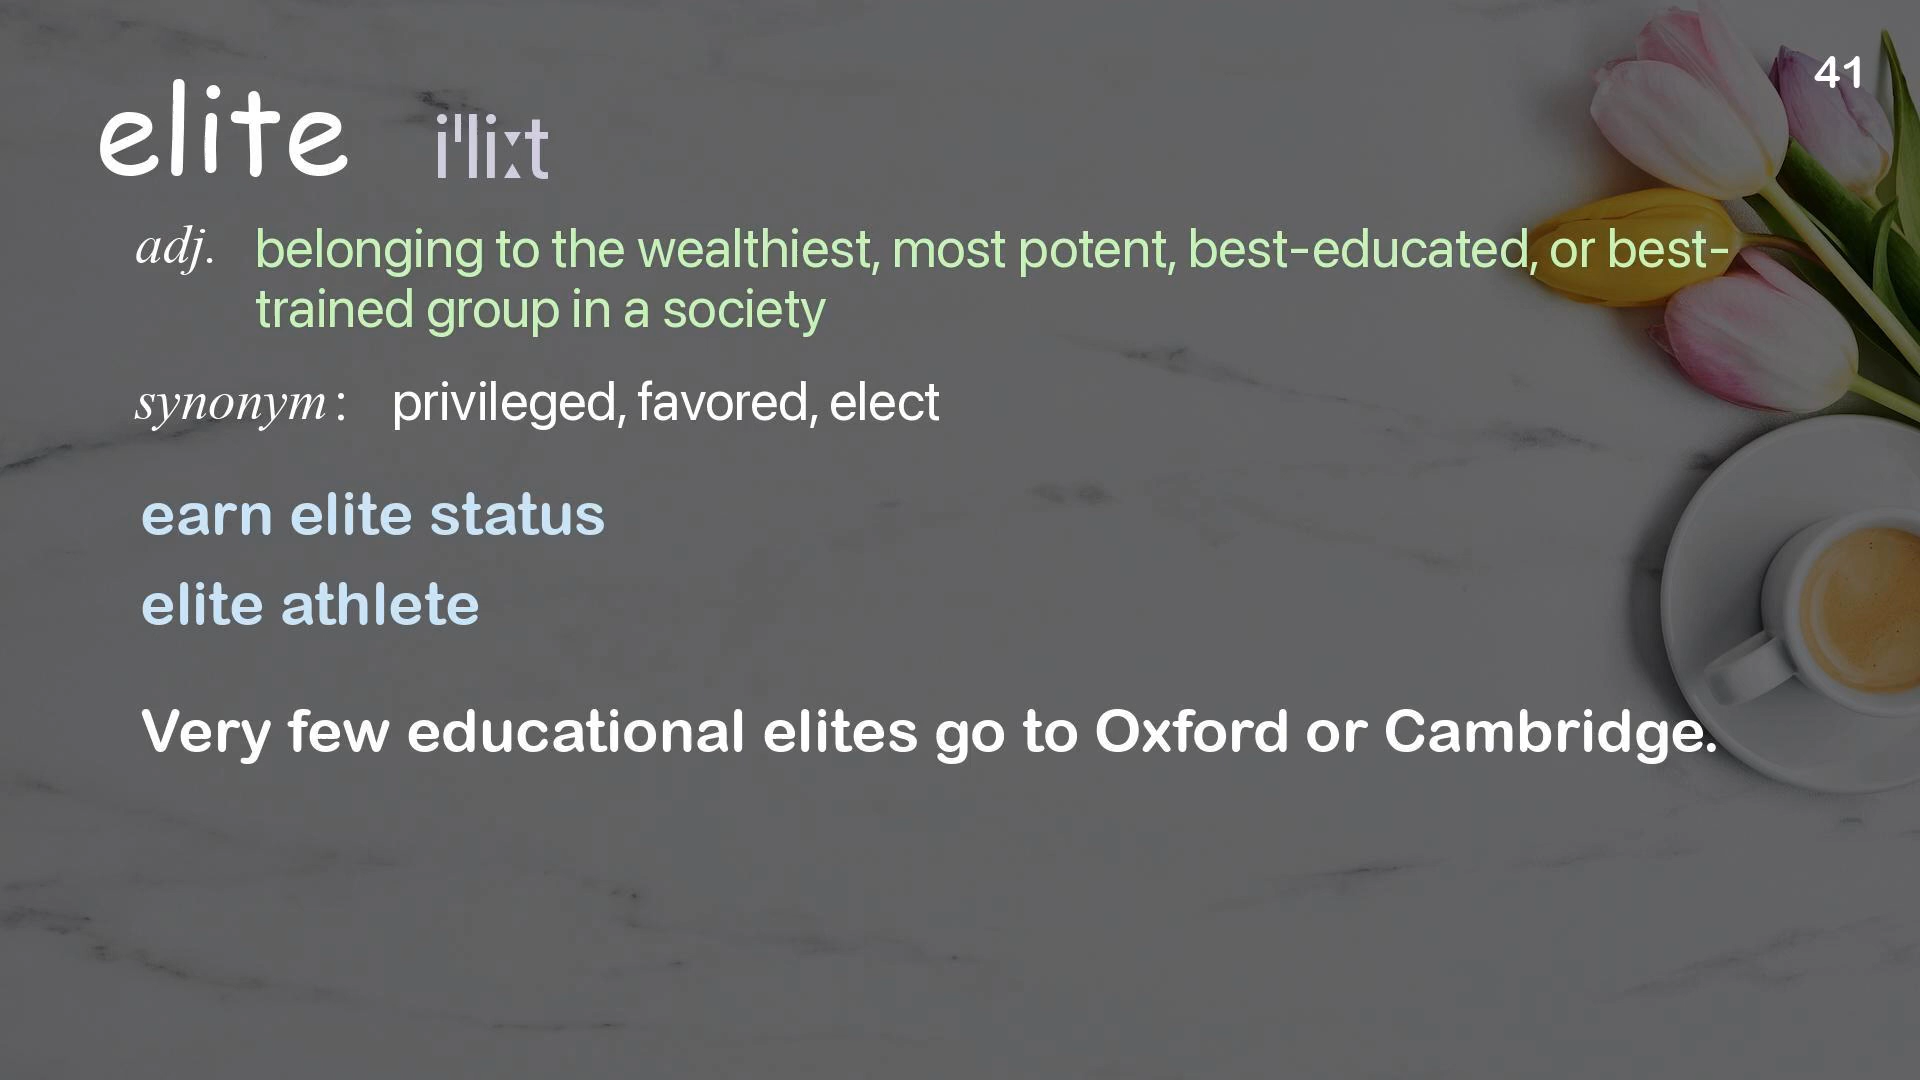 41
elite iˈliːt
adj. belonging to the wealthiest, most potent, best-educated, or best-
trained group in a society
synonym: privileged, favored, elect
earn elite status
elite athlete
Very few educational elites go to Oxford or Cambridge.